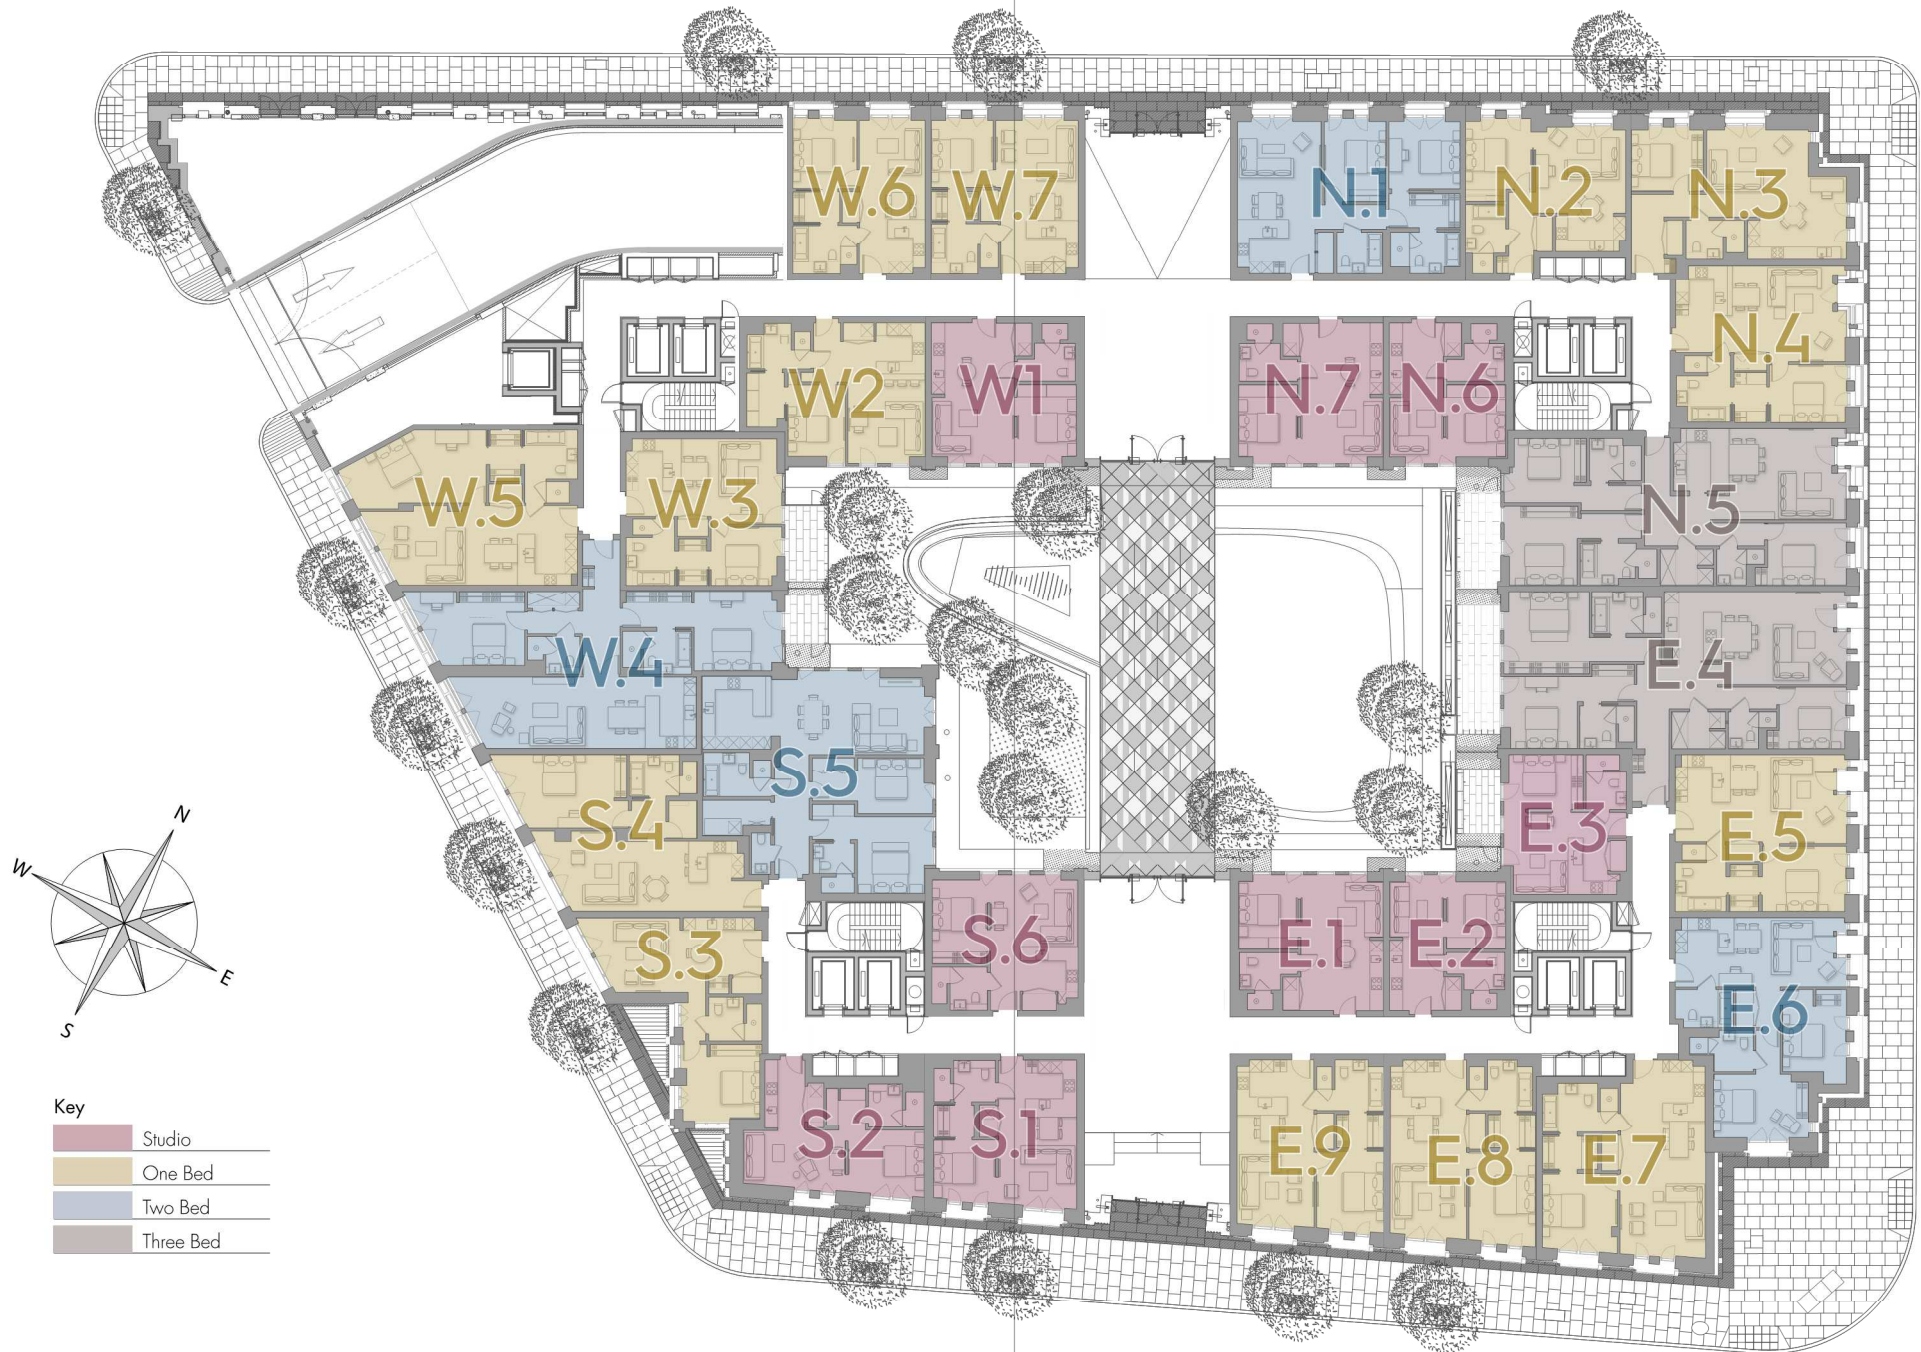 W.6
W.7
N.1
N.2
N.3
N.4
W2
W1
N.7
N.6
W.5
W.3
N.5
W.4
E.4
S.5
S.4
E.3
E.5
S.3
S.6
E.1
E.2
E.6
S.2
S.1
E.9
E.8
E.7
N
W
E
S
Key
Studio
One Bed
Two Bed
Three Bed